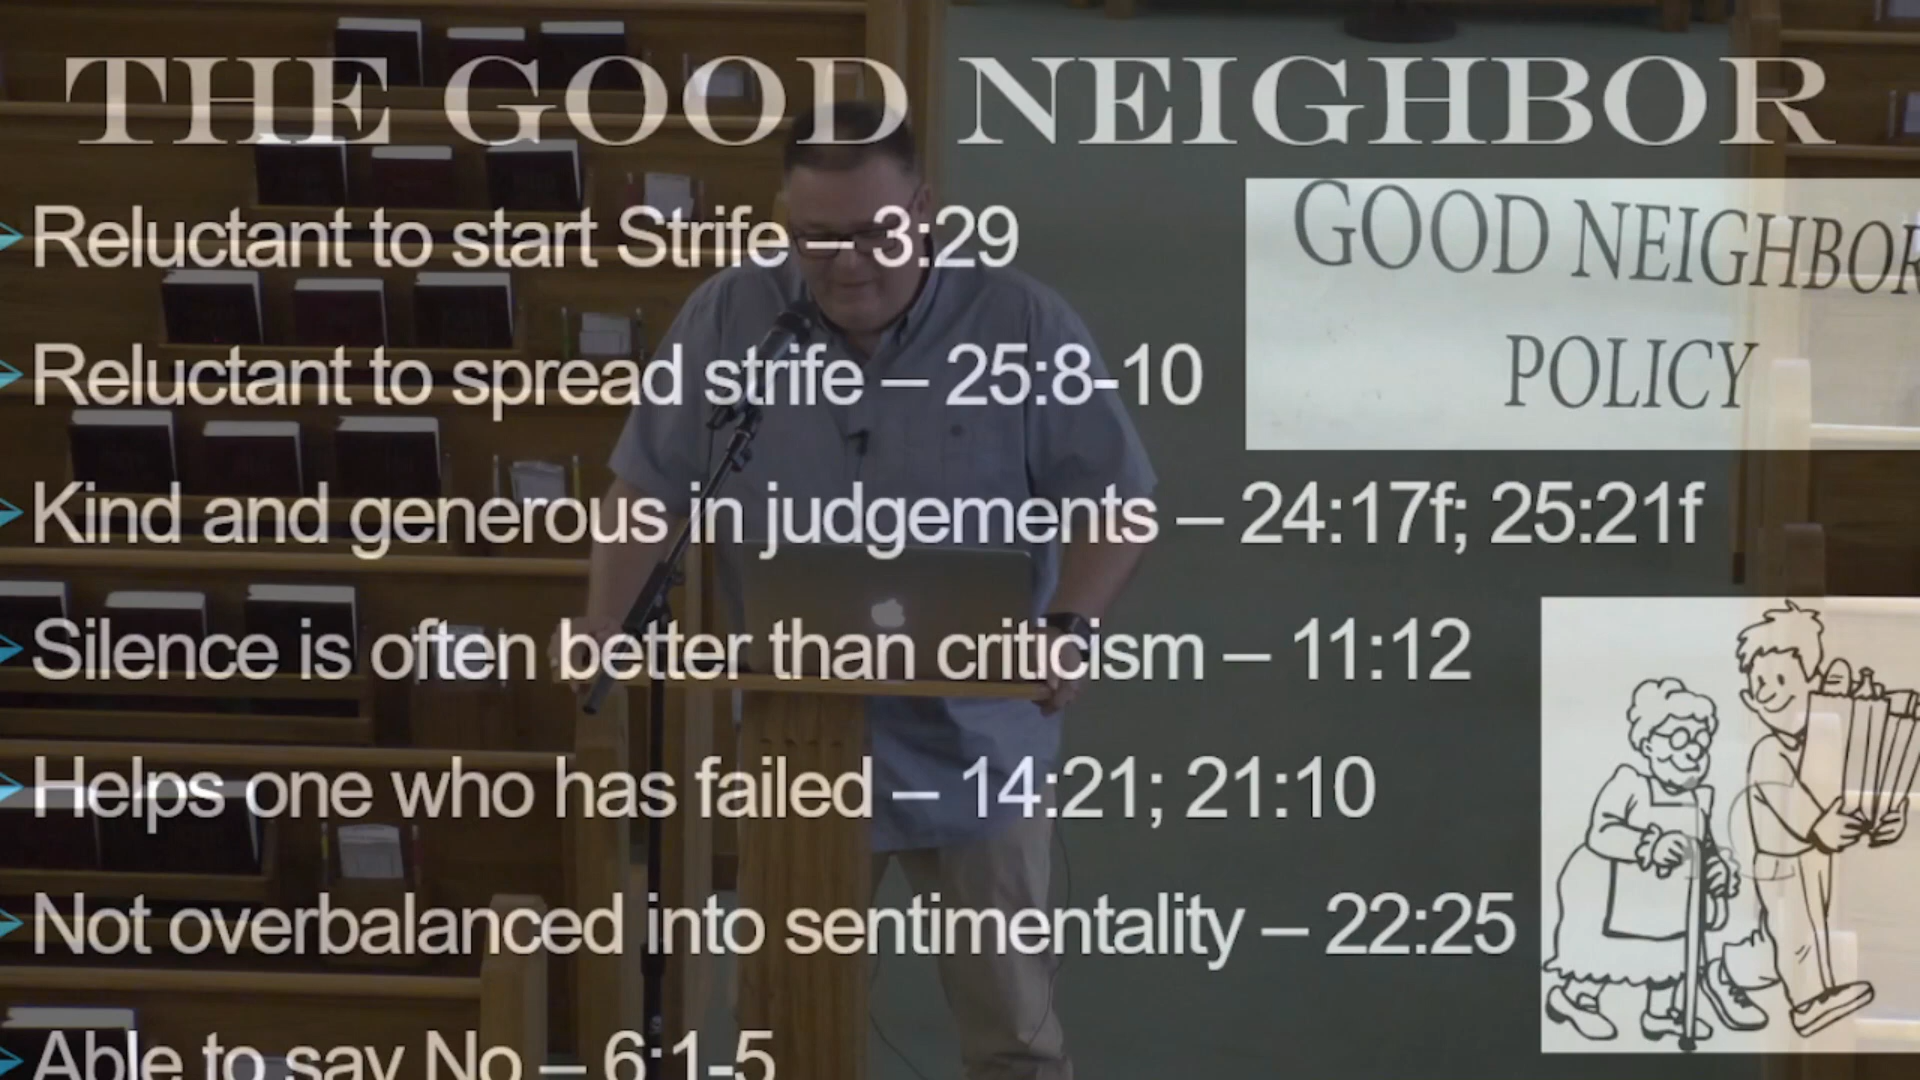 THE GOOD NEIGHBOR
Reluctant to start Strife – 3:29
GOOD NEIGHBOR
POLICY
Reluctant to spread strife – 25:8-10
Kind and generous in judgements – 24:17f; 25:21f
Silence is often better than criticism – 11:12
Helps one who has failed – 14:21; 21:10
Not overbalanced into sentimentality – 22:25
Able to say No – 6:1-5